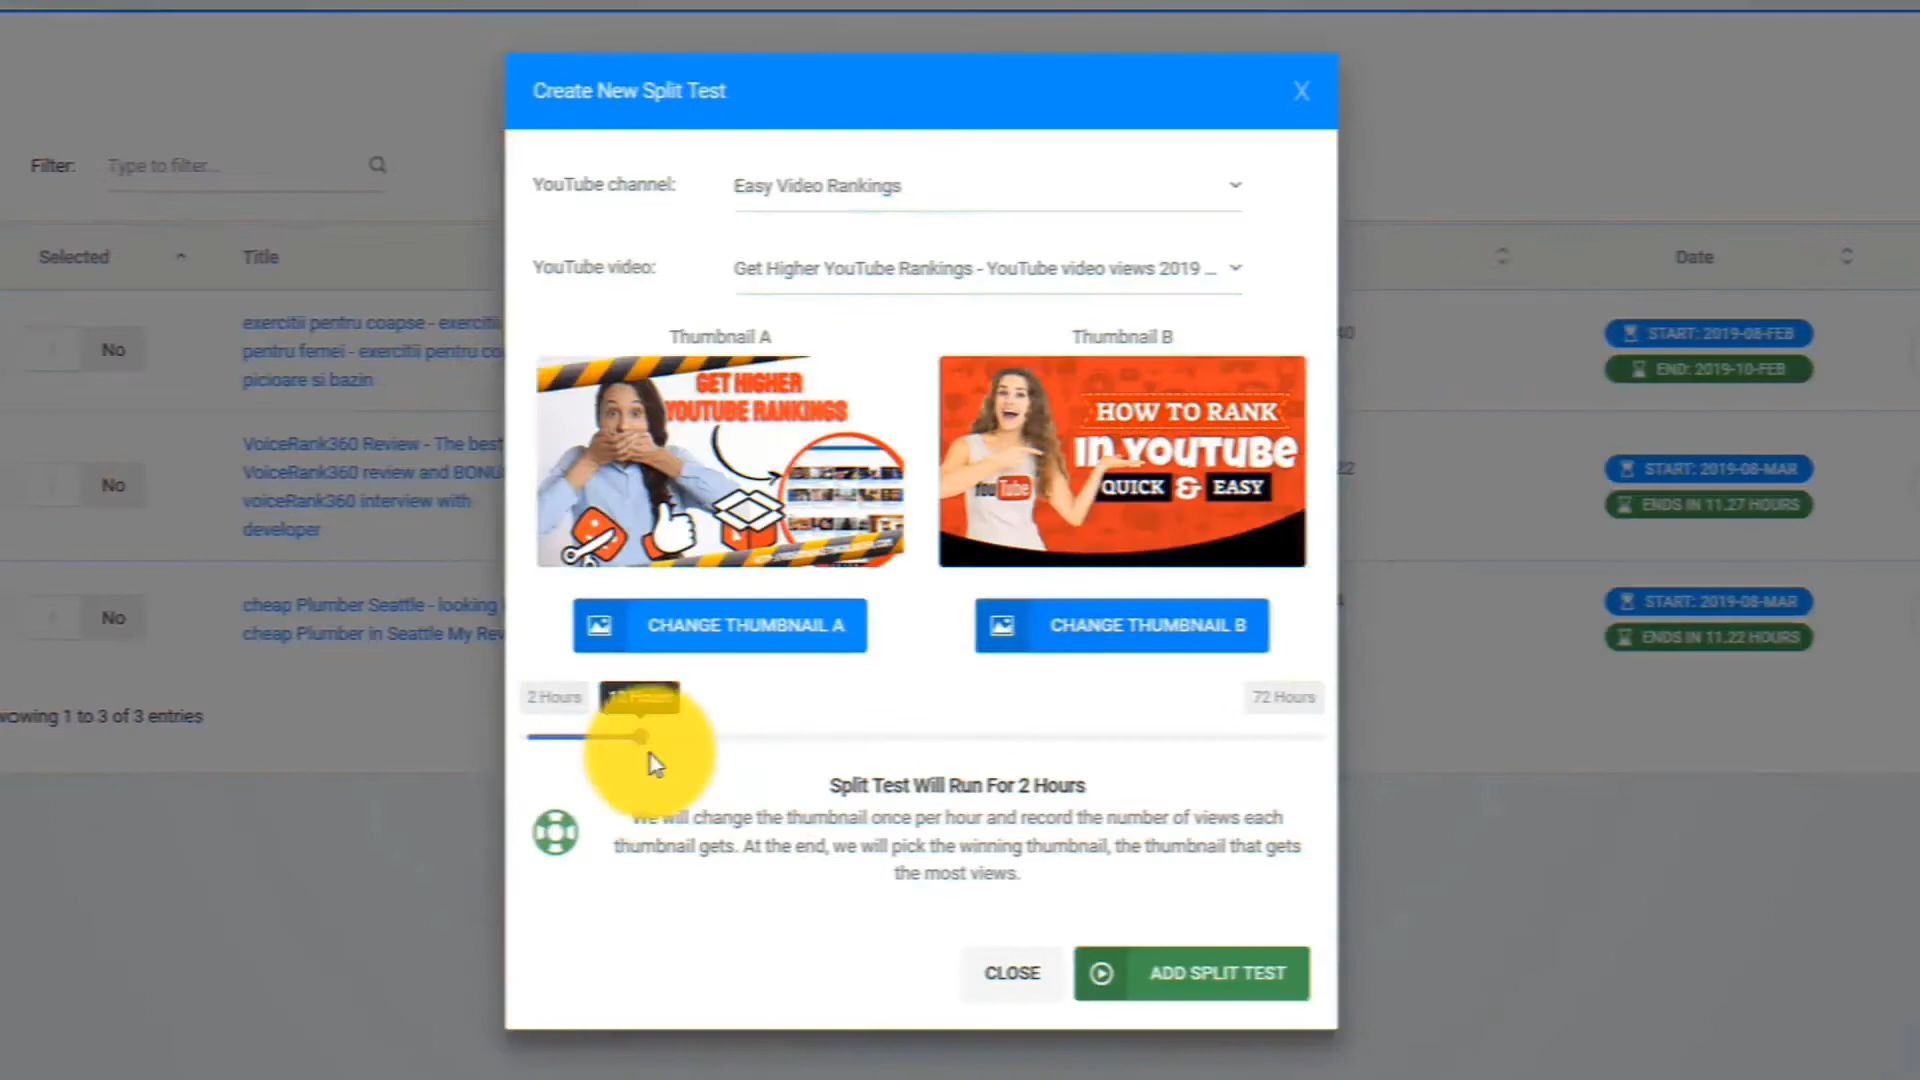 Create New Split Test
X
Filter:
Type to filter...
YouTube channel:
Easy Video Rankings
Selected
Title
Date
YouTube video:
Get Higher YouTube Rankings - YouTube video views 2019 ...
Thumbnail A
Thumbnail B
exercitii pentru coapse - exercitii
pentru femei - exercitii pentru co
picioare si bazin
No
40
START: 2019-08-FEB
END: 2019-10-FEB
GET HIGHER
YOUTUBE RANKINGS
HOW TO RANK
IN YOUTUBE
QUICK & EASY
YouTube
VoiceRank360 Review - The best
VoiceRank360 review and BONU
voiceRank360 interview with
developer
No
22
START: 2019-08-MAR
ENDS IN 11.27 HOURS
cheap Plumber Seattle - looking
cheap Plumber in Seattle My Rev
No
START: 2019-08-MAR
ENDS IN 11.22 HOURS
CHANGE THUMBNAIL A
CHANGE THUMBNAIL B
2 Hours
72 Hours
owing 1 to 3 of 3 entries
Split Test Will Run For 2 Hours
We will change the thumbnail once per hour and record the number of views each
thumbnail gets. At the end, we will pick the winning thumbnail, the thumbnail that gets
the most views.
CLOSE
ADD SPLIT TEST